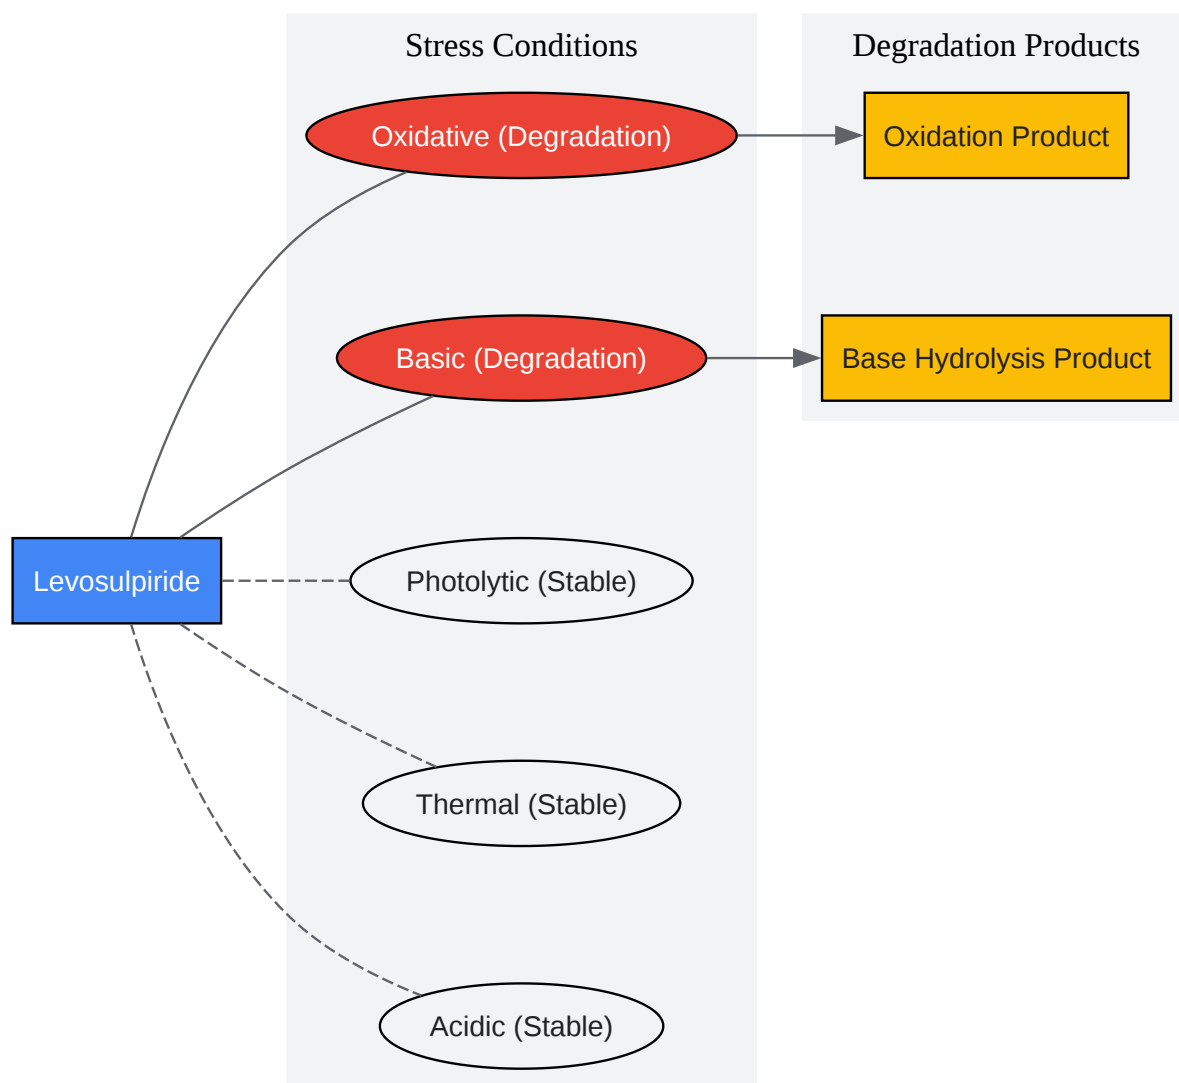 Stress Conditions
Degradation Products
Oxidative (Degradation)
Oxidation Product
Basic (Degradation)
Base Hydrolysis Product
Levosulpiride
Photolytic (Stable)
Thermal (Stable)
Acidic (Stable)